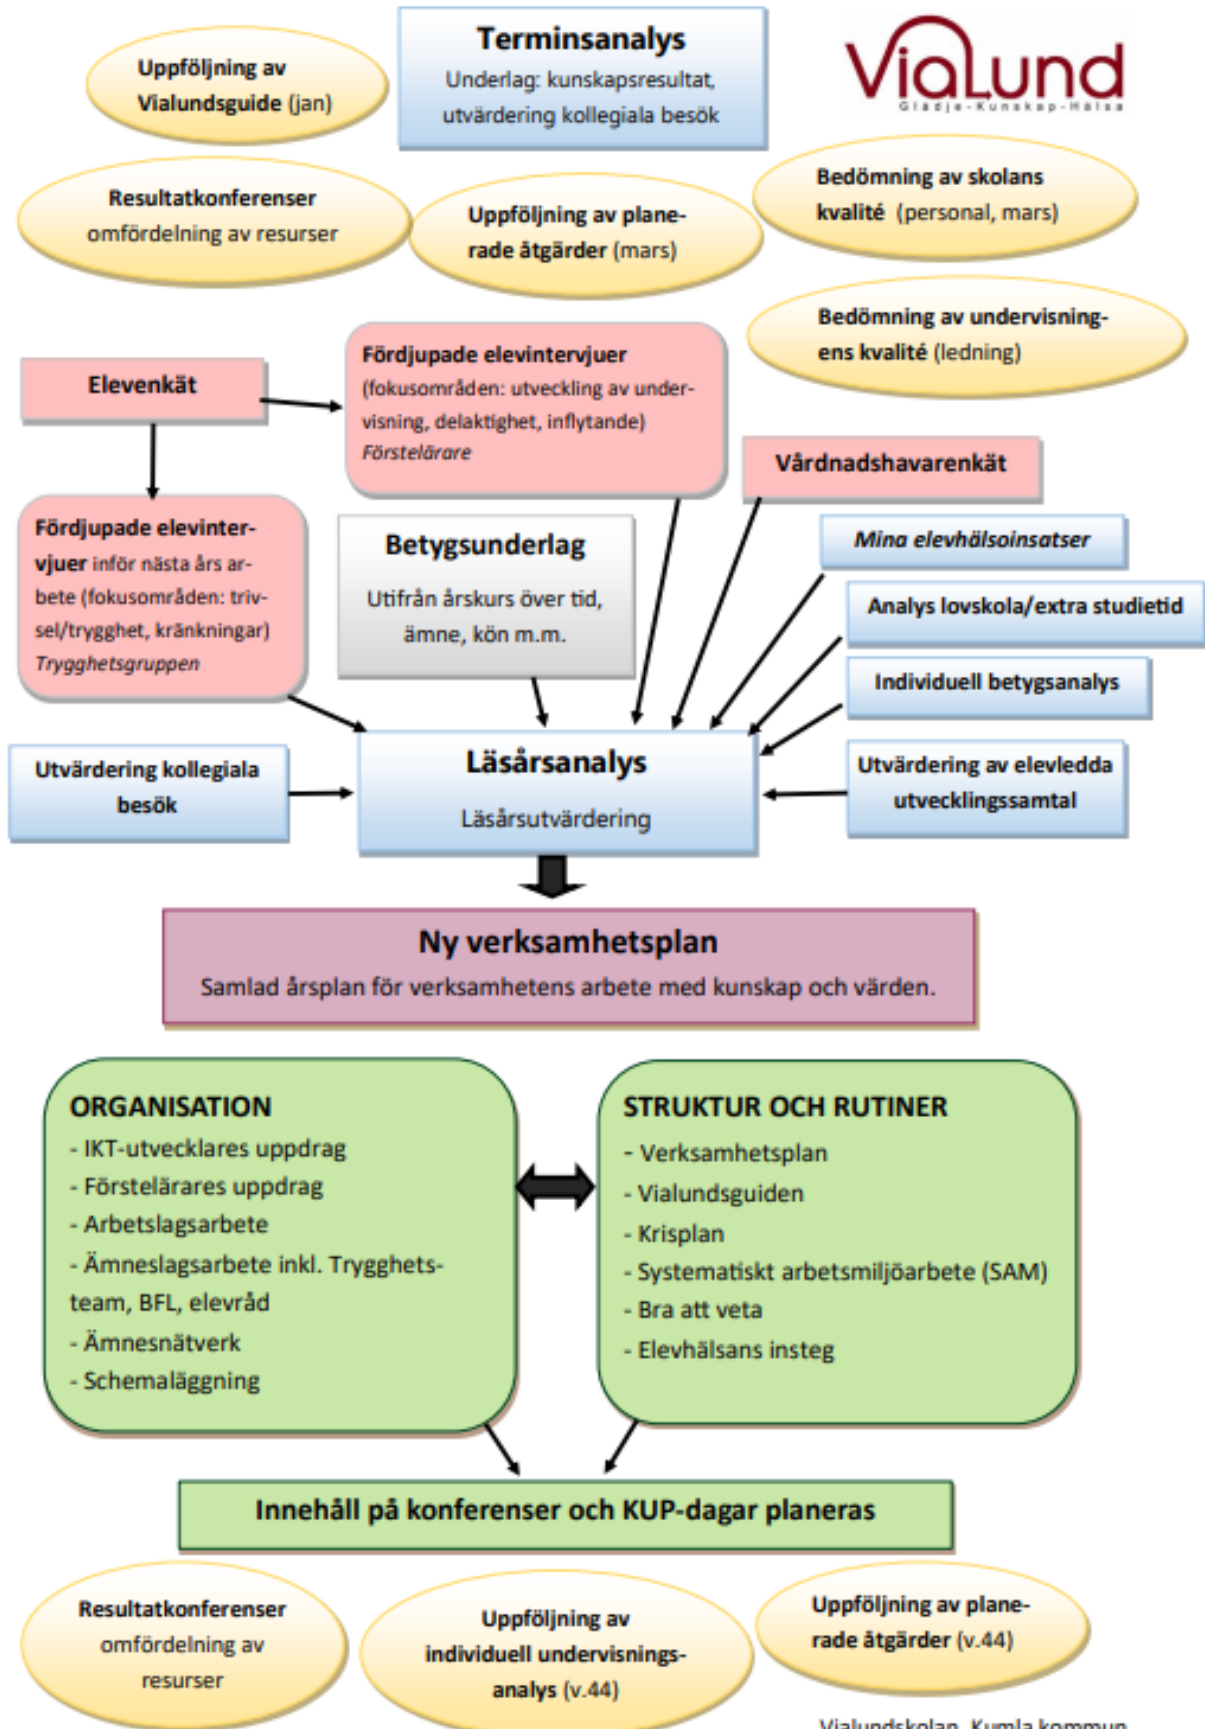 Terminsanalys
Underlag: kunskapsresultat,
utvärdering kollegiala besök
Uppföljning av
Vialundsguide (jan)
ViaLund
Glädje-Kunskap-Hälsa
Resultatkonferenser
omfördelning av resurser
Uppföljning av plane-
rade åtgärder (mars)
Bedömning av skolans
kvalité (personal, mars)
Bedömning av undervisning-
ens kvalité (ledning)
Elevenkät
Fördjupade elevintervjuer
(fokusområden: utveckling av under-
visning, delaktighet, inflytande)
Förstelärare
Vårdnadshavarenkät
Fördjupade elevinter-
vjuer inför nästa års ar-
bete (fokusområden: triv-
sel/trygghet, kränkningar)
Trygghetsgruppen
Betygsunderlag
Utifrån årskurs över tid,
ämne, kön m.m.
Mina elevhälsoinsatser
Analys lovskola/extra studietid
Individuell betygsanalys
Utvärdering kollegiala
besök
Läsårsanalys
Läsårsutvärdering
Utvärdering av elevledda
utvecklingssamtal
Ny verksamhetsplan
Samlad årsplan för verksamhetens arbete med kunskap och värden.
ORGANISATION
- IKT-utvecklares uppdrag
- Förstelärares uppdrag
- Arbetslagsarbete
- Ämneslagsarbete inkl. Trygghets-
team, BFL, elevråd
- Ämnesnätverk
- Schemaläggning
STRUKTUR OCH RUTINER
- Verksamhetsplan
- Vialundsguiden
- Krisplan
- Systematiskt arbetsmiljöarbete (SAM)
- Bra att veta
- Elevhälsans insteg
Innehåll på konferenser och KUP-dagar planeras
Resultatkonferenser
omfördelning av
resurser
Uppföljning av
individuell undervisnings-
analys (v.44)
Uppföljning av plane-
rade åtgärder (v.44)
Vialundskolan, Kumla kommun